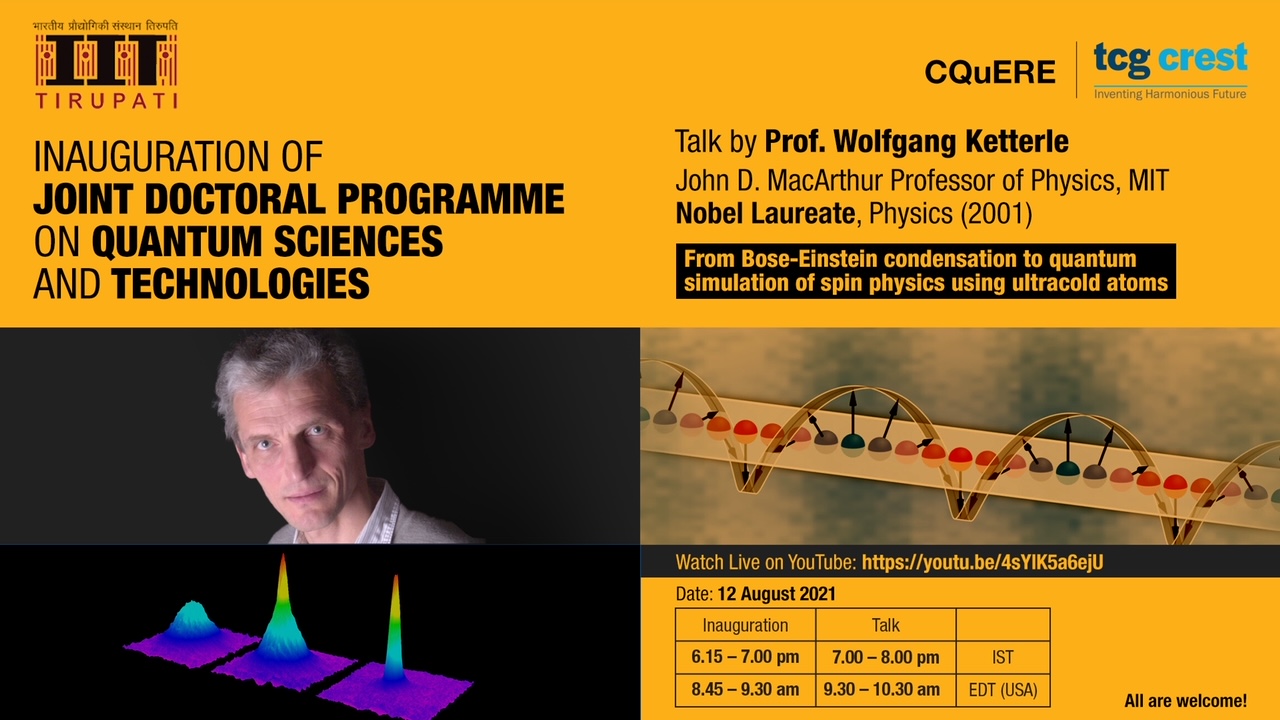 भारतीय प्रौद्योगिकी संस्थान तिरुपति
IIT
TIRUPATI
CQuERE
tcg crest
Inventing Harmonious Future
INAUGURATION OF
JOINT DOCTORAL PROGRAMME
ON QUANTUM SCIENCES
AND TECHNOLOGIES
Talk by Prof. Wolfgang Ketterle
John D. MacArthur Professor of Physics, MIT
Nobel Laureate, Physics (2001)
From Bose-Einstein condensation to quantum
simulation of spin physics using ultracold atoms
Watch Live on YouTube: https://youtu.be/4sYlK5a6ejU
Date: 12 August 2021
Inauguration Talk
6.15 – 7.00 pm 7.00 – 8.00 pm IST
8.45 – 9.30 am 9.30 – 10.30 am EDT (USA)
All are welcome!